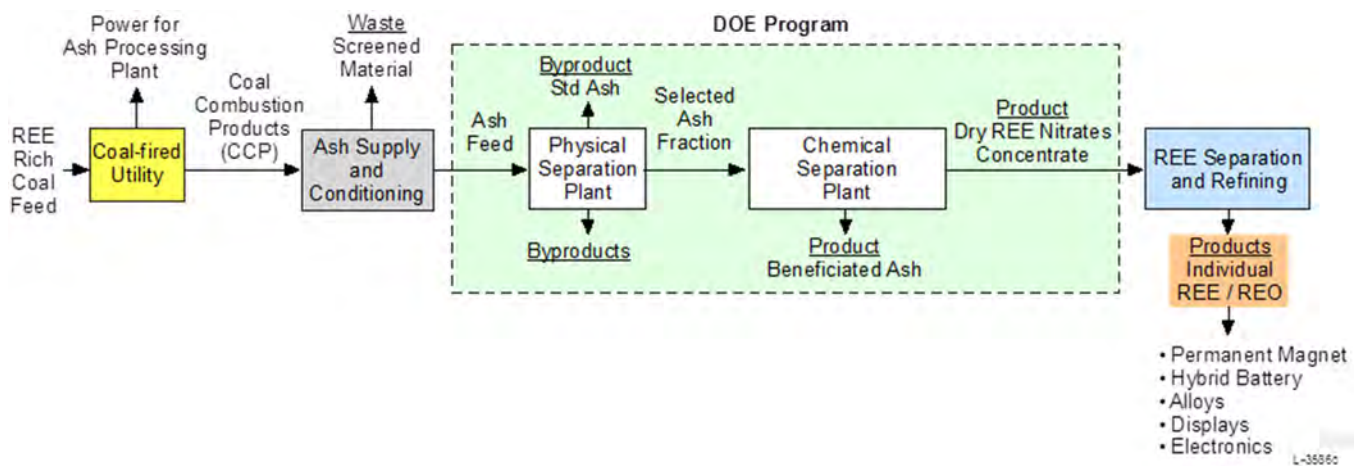 DOE Program
Power for
Ash Processing
Plant
Waste
Screened
Material
REE
Rich
Coal
Feed
Coal-fired
Utility
Coal
Combustion
Products
(CCP)
Ash Supply
and
Conditioning
Ash
Feed
Byproduct
Std Ash
Physical
Separation
Plant
Byproducts
Selected
Ash
Fraction
Chemical
Separation
Plant
Product
Beneficiated Ash
Product
Dry REE Nitrates
Concentrate
REE Separation
and Refining
Products
Individual
REE / REO
• Permanent Magnet
• Hybrid Battery
• Alloys
• Displays
• Electronics